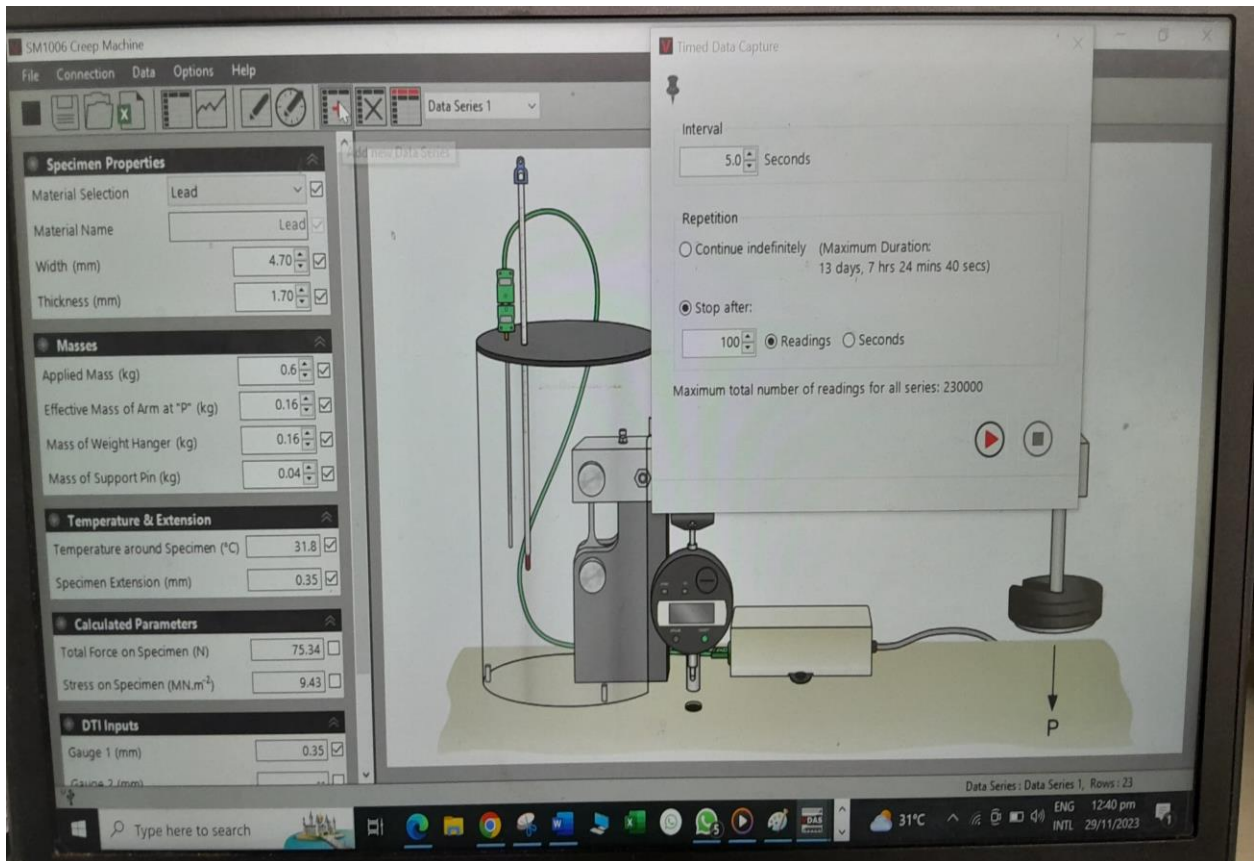 SM1006 Creep Machine
File Connection Data Options Help
Data Series 1
Add new Data Series
Specimen Properties
Material Selection Lead
Material Name Lead
Width (mm) 4.70
Thickness (mm) 1.70
Masses
Applied Mass (kg) 0.6
Effective Mass of Arm at "P" (kg) 0.16
Mass of Weight Hanger (kg) 0.16
Mass of Support Pin (kg) 0.04
Temperature & Extension
Temperature around Specimen (°C) 31.8
Specimen Extension (mm) 0.35
Calculated Parameters
Total Force on Specimen (N) 75.34
Stress on Specimen (MN.m⁻²) 9.43
DTI Inputs
Gauge 1 (mm) 0.35
Gauge 2 (mm) --
Timed Data Capture
Interval
5.0 Seconds
Repetition
Continue indefinitely (Maximum Duration:
13 days, 7 hrs 24 mins 40 secs)
Stop after:
100 Readings Seconds
Maximum total number of readings for all series: 230000
P
Data Series : Data Series 1, Rows : 23
Type here to search
W
5
DAS
31°C
ENG
INTL
12:40 pm
29/11/2023
1